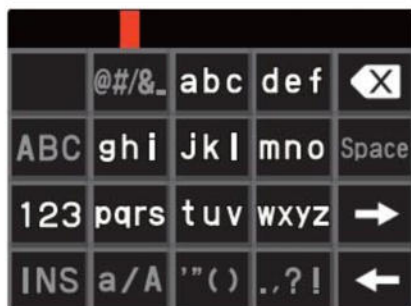 @#/&_ abc def
ABC ghi jkl mno Space
123 pqrs tuv wxyz →
INS a/A '"() .,?! ←